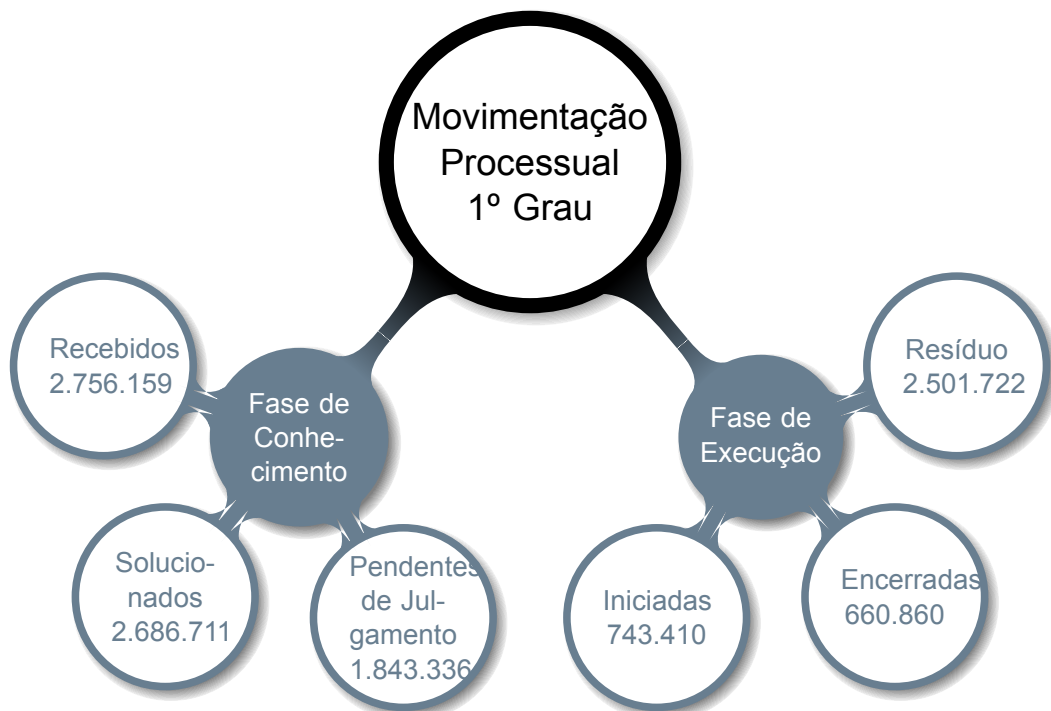 Movimentação
Processual
1º Grau
Recebidos
2.756.159
Fase de
Conhe-
cimento
Solucio-
nados
2.686.711
Pendentes
de Jul-
gamento
1.843.336
Fase de
Execução
Resíduo
2.501.722
Iniciadas
743.410
Encerradas
660.860